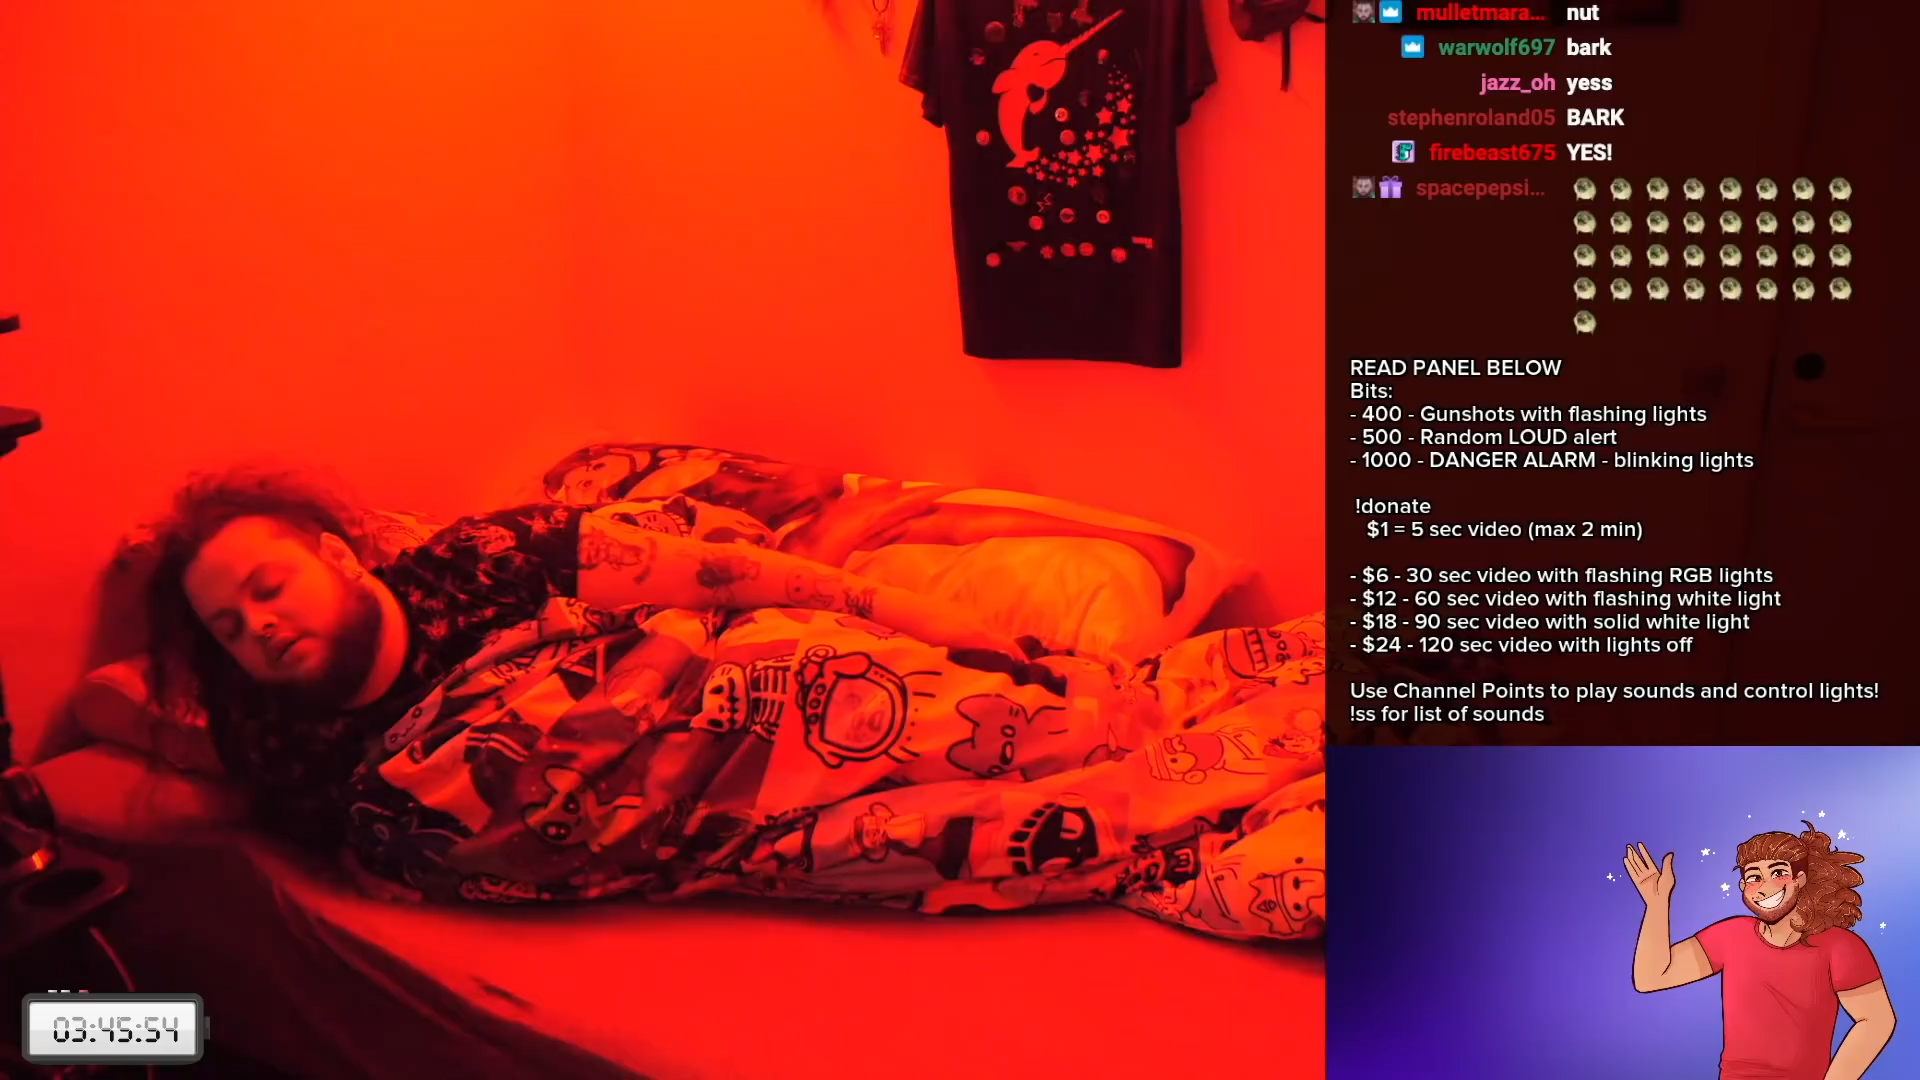 mulletmara... nut
warwolf697 bark
jazz_oh yess
stephenroland05 BARK
firebeast675 YES!
spacepepsi...
READ PANEL BELOW
Bits:
- 400 - Gunshots with flashing lights
- 500 - Random LOUD alert
- 1000 - DANGER ALARM - blinking lights
!donate
$1 = 5 sec video (max 2 min)
- $6 - 30 sec video with flashing RGB lights
- $12 - 60 sec video with flashing white light
- $18 - 90 sec video with solid white light
- $24 - 120 sec video with lights off
Use Channel Points to play sounds and control lights!
!ss for list of sounds
03:45:54